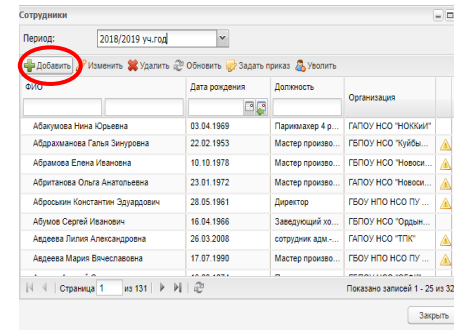 Сотрудники
Период: 2018/2019 уч.год
Добавить Изменить Удалить Обновить Задать приказ Уволить
ФИО Дата рождения Должность Организация
Абакумова Нина Юрьевна 03.04.1969 Парикмахер 4 р... ГАПОУ НСО "НОККиИ"
Абдрахманова Галья Зинуровна 22.02.1953 Мастер произво... ГБПОУ НСО "Куйбы...
Абрамова Елена Ивановна 10.10.1978 Мастер произво... ГБПОУ НСО "Новоси...
Абританова Ольга Анатольевна 23.01.1972 Мастер произво... ГАПОУ НСО "Новоси...
Аброськин Константин Эдуардович 28.05.1961 Директор ГБОУ НПО НСО ПУ ...
Абумов Сергей Иванович 16.04.1966 Заведующий хо... ГБПОУ НСО "Ордын...
Авдеева Лилия Александровна 26.03.2008 сотрудник адм.-... ГАПОУ НСО "ТПК"
Авдеева Мария Вячеславовна 17.07.1990 Мастер произво... ГБОУ НПО НСО ПУ ...
Страница 1 из 131 Показано записей 1 - 25 из 32
Закрыть